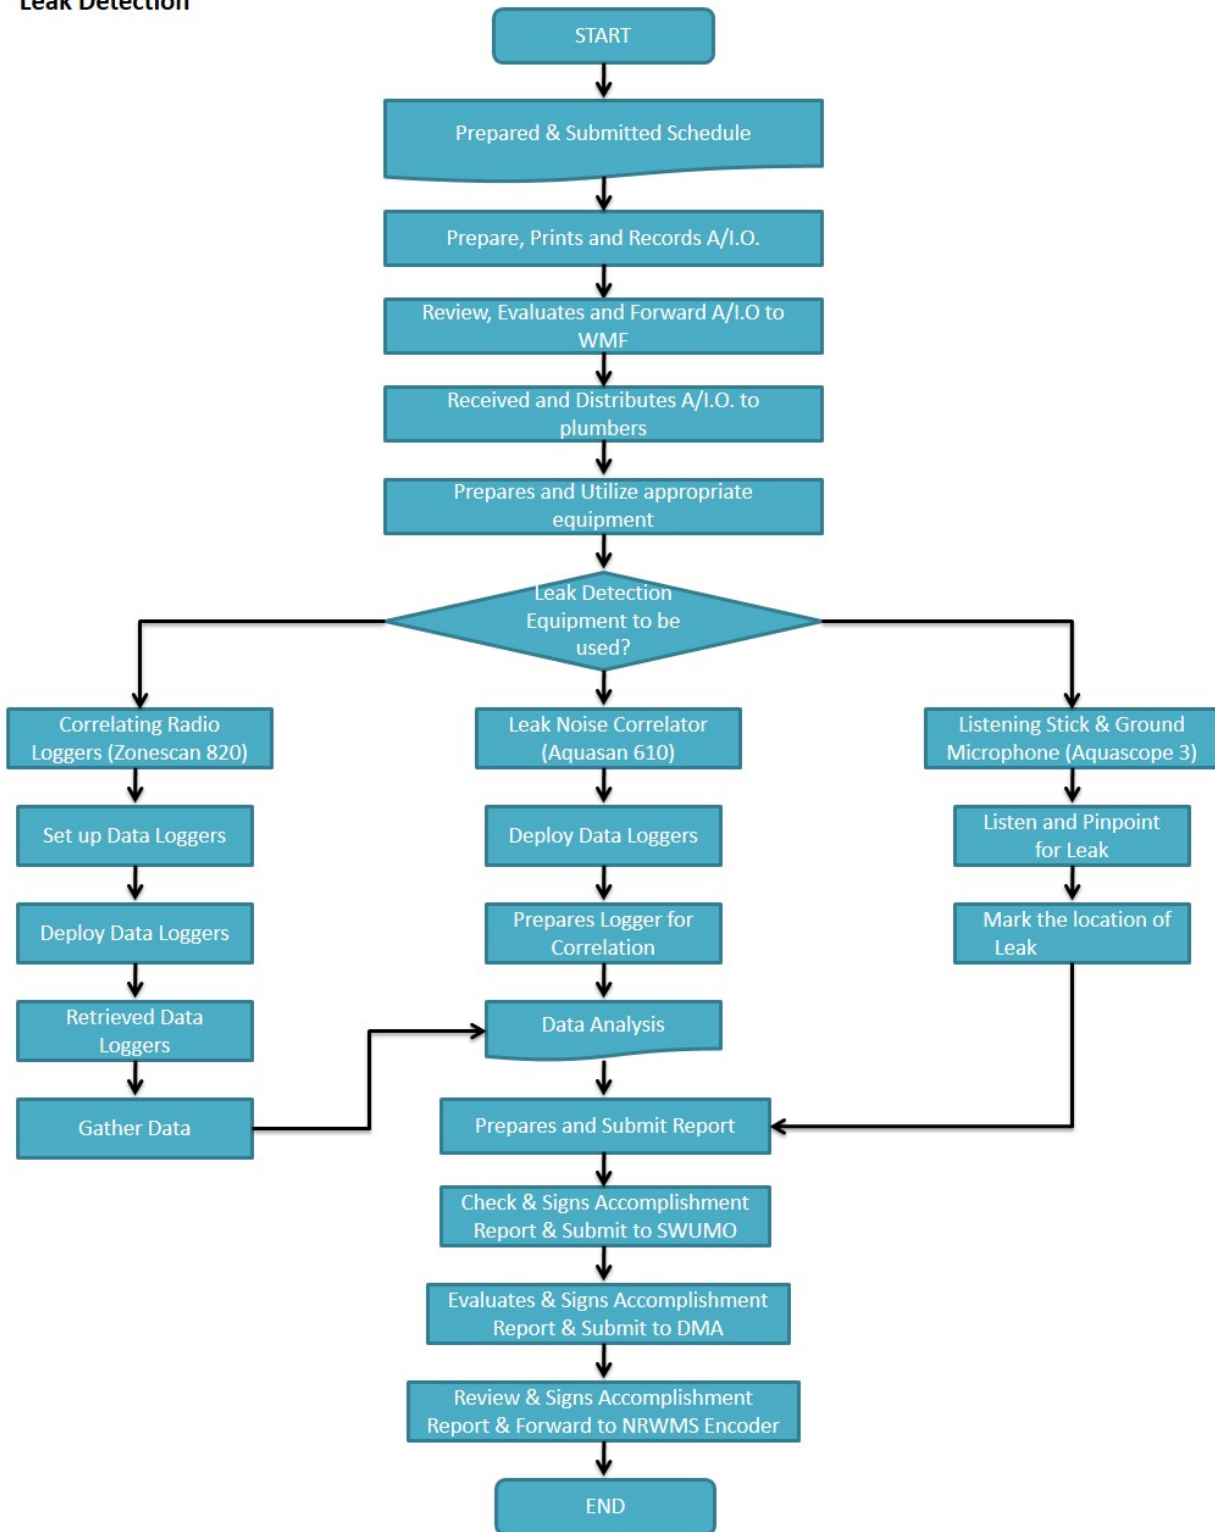 Leak Detection
START
Prepared & Submitted Schedule
Prepare, Prints and Records A/I.O.
Review, Evaluates and Forward A/I.O to
WMF
Received and Distributes A/I.O. to
plumbers
Prepares and Utilize appropriate
equipment
Leak Detection
Equipment to be
used?
Correlating Radio
Loggers (Zonescan 820)
Set up Data Loggers
Deploy Data Loggers
Retrieved Data
Loggers
Gather Data
Leak Noise Correlator
(Aquasan 610)
Deploy Data Loggers
Prepares Logger for
Correlation
Data Analysis
Listening Stick & Ground
Microphone (Aquascope 3)
Listen and Pinpoint
for Leak
Mark the location of
Leak
Prepares and Submit Report
Check & Signs Accomplishment
Report & Submit to SWUMO
Evaluates & Signs Accomplishment
Report & Submit to DMA
Review & Signs Accomplishment
Report & Forward to NRWMS Encoder
END